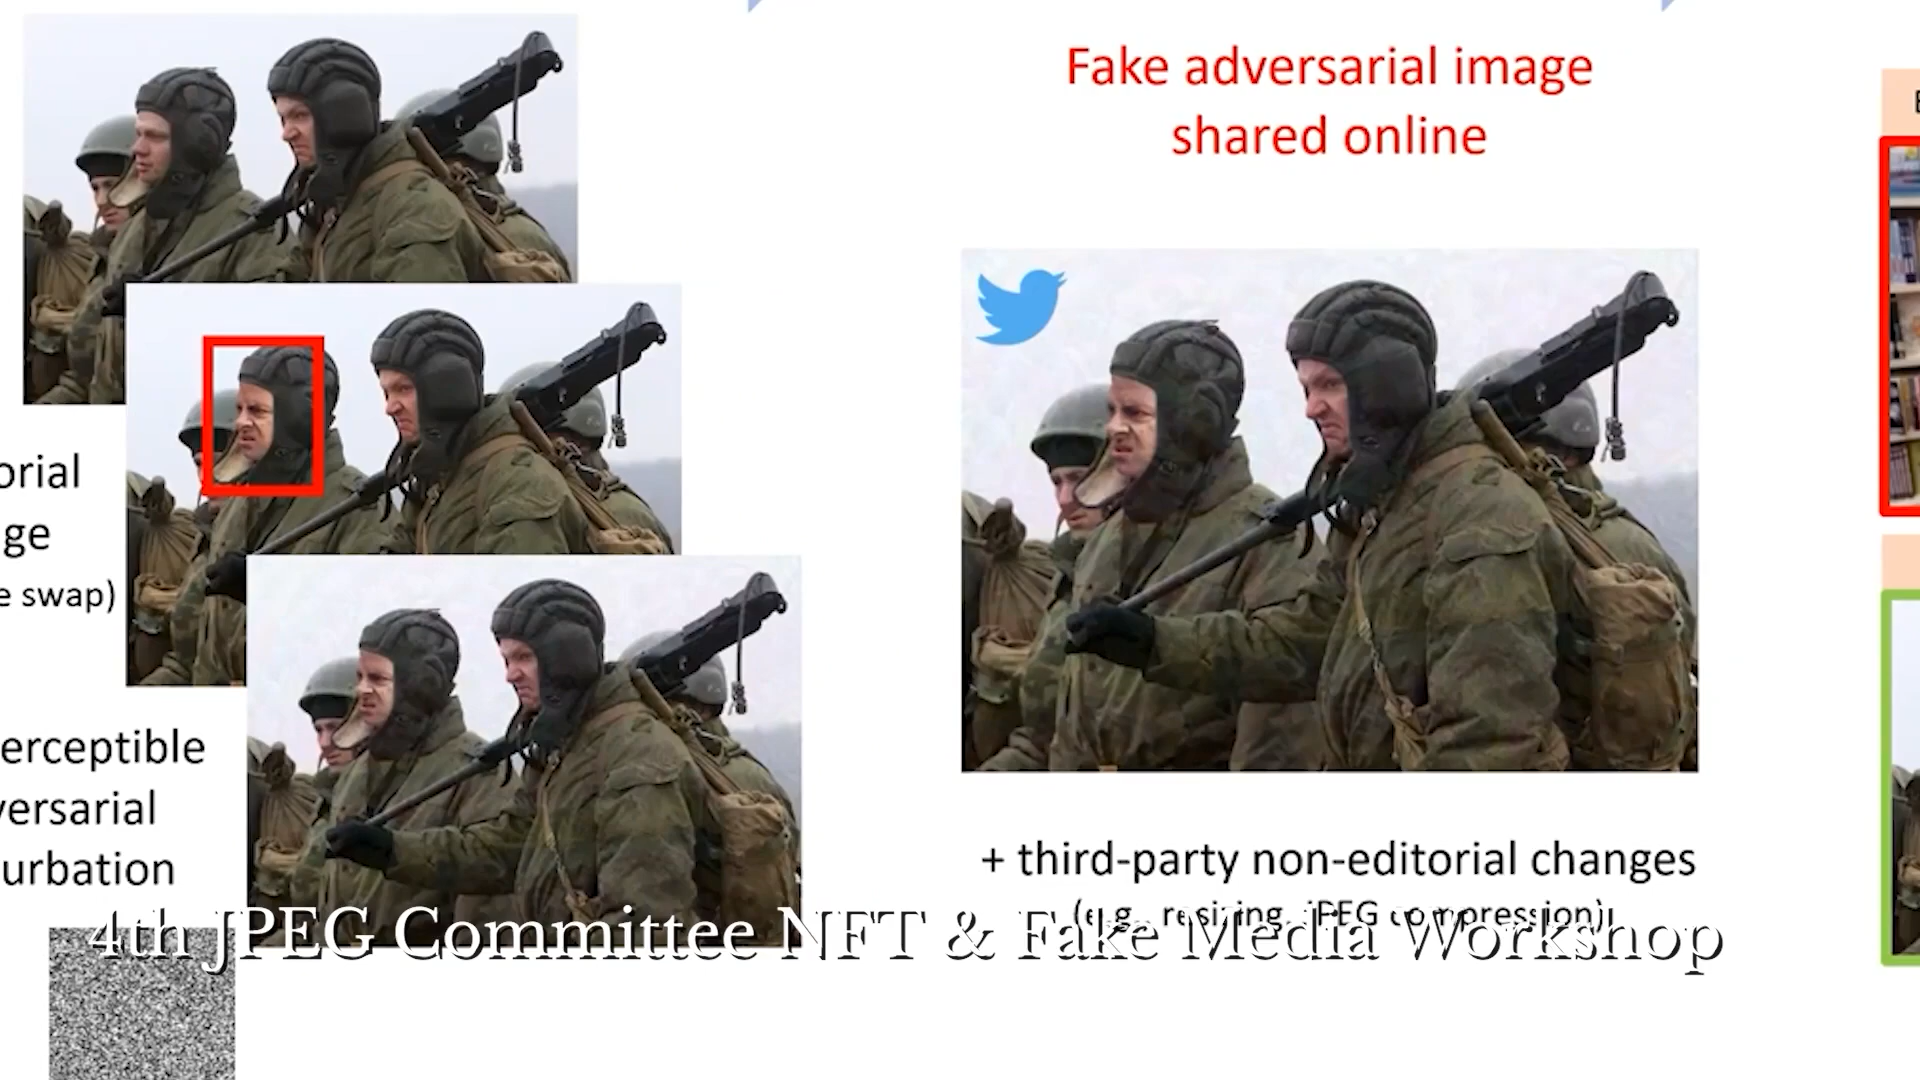 Fake adversarial image
shared online
orial
ge
e swap)
erceptible
versarial
urbation
+ third-party non-editorial changes
(e.g., resizing, JPEG compression)
4th JPEG Committee NFT & Fake Media Workshop